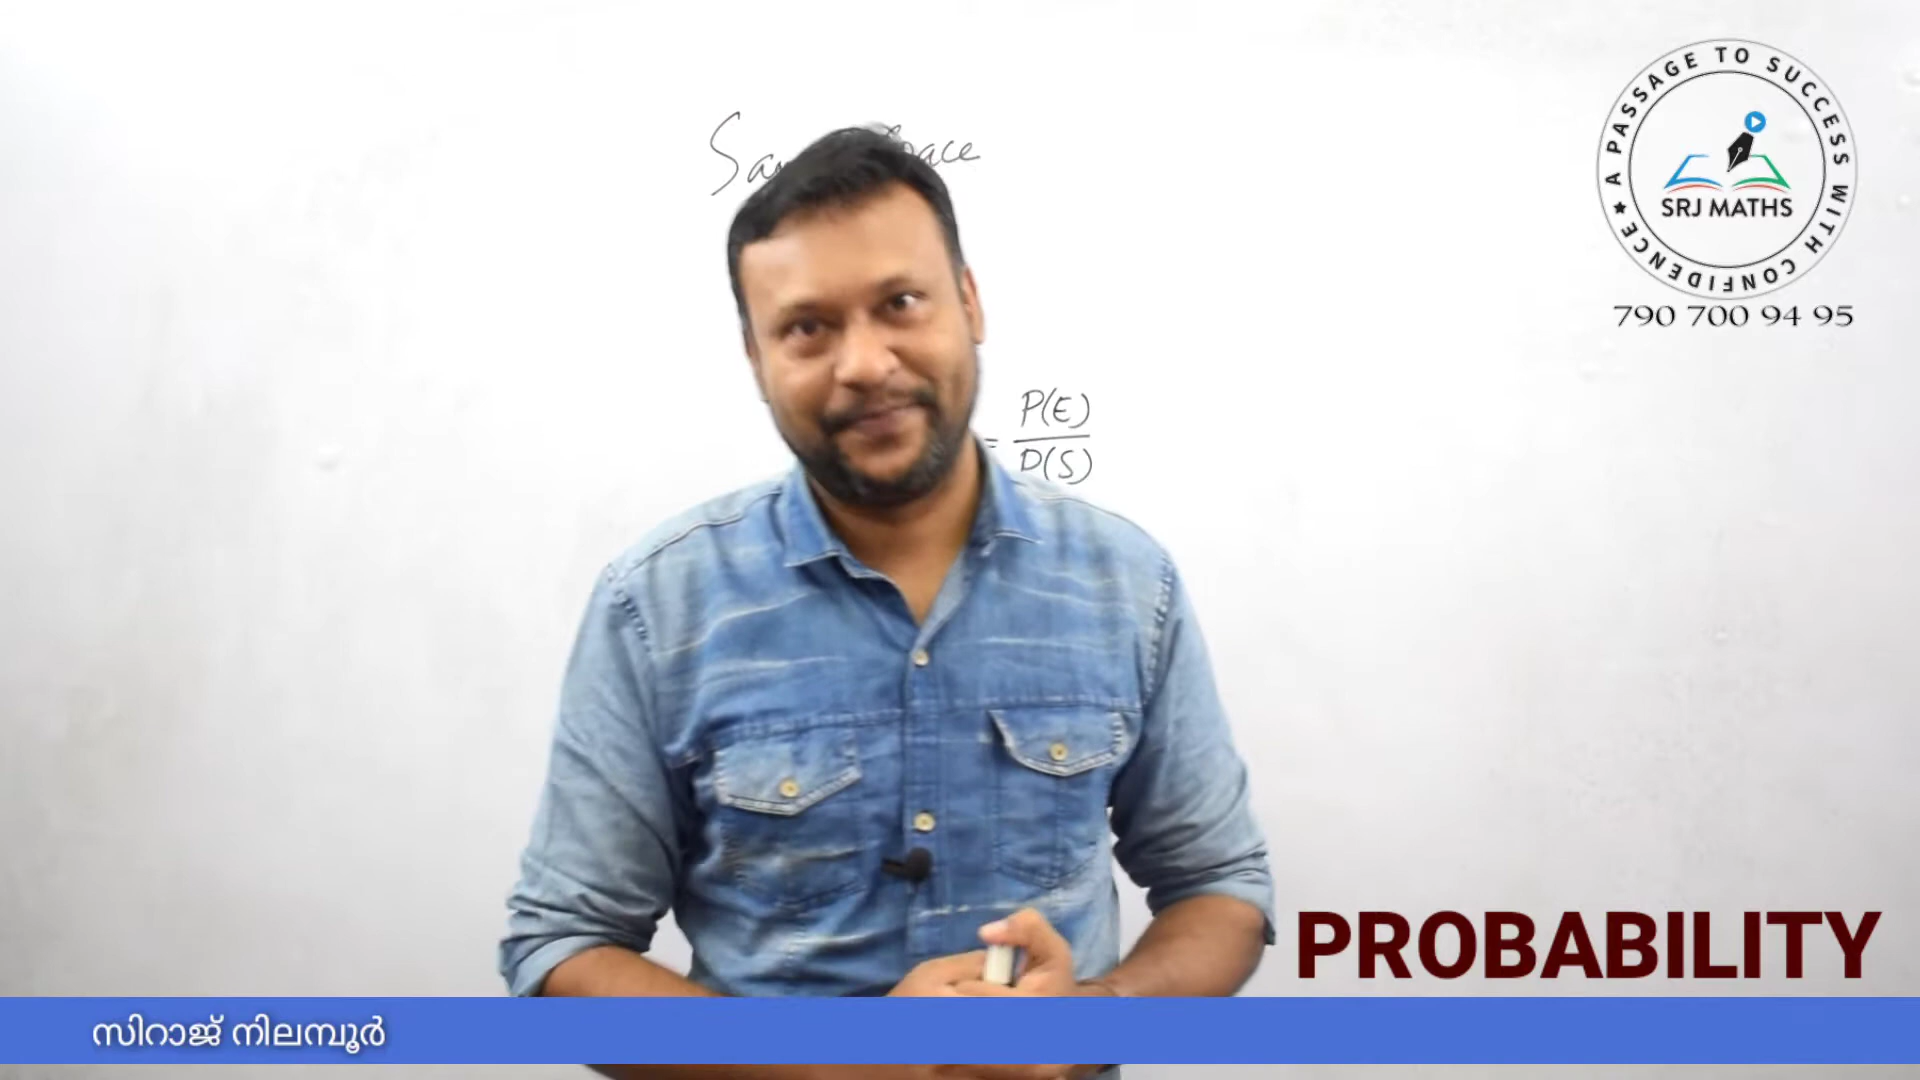 A PASSAGE TO SUCCESS WITH CONFIDENCE ★
SRJ MATHS
790 700 94 95
= P(E)
D(S)
PROBABILITY
സിറാജ് നിലമ്പൂർ